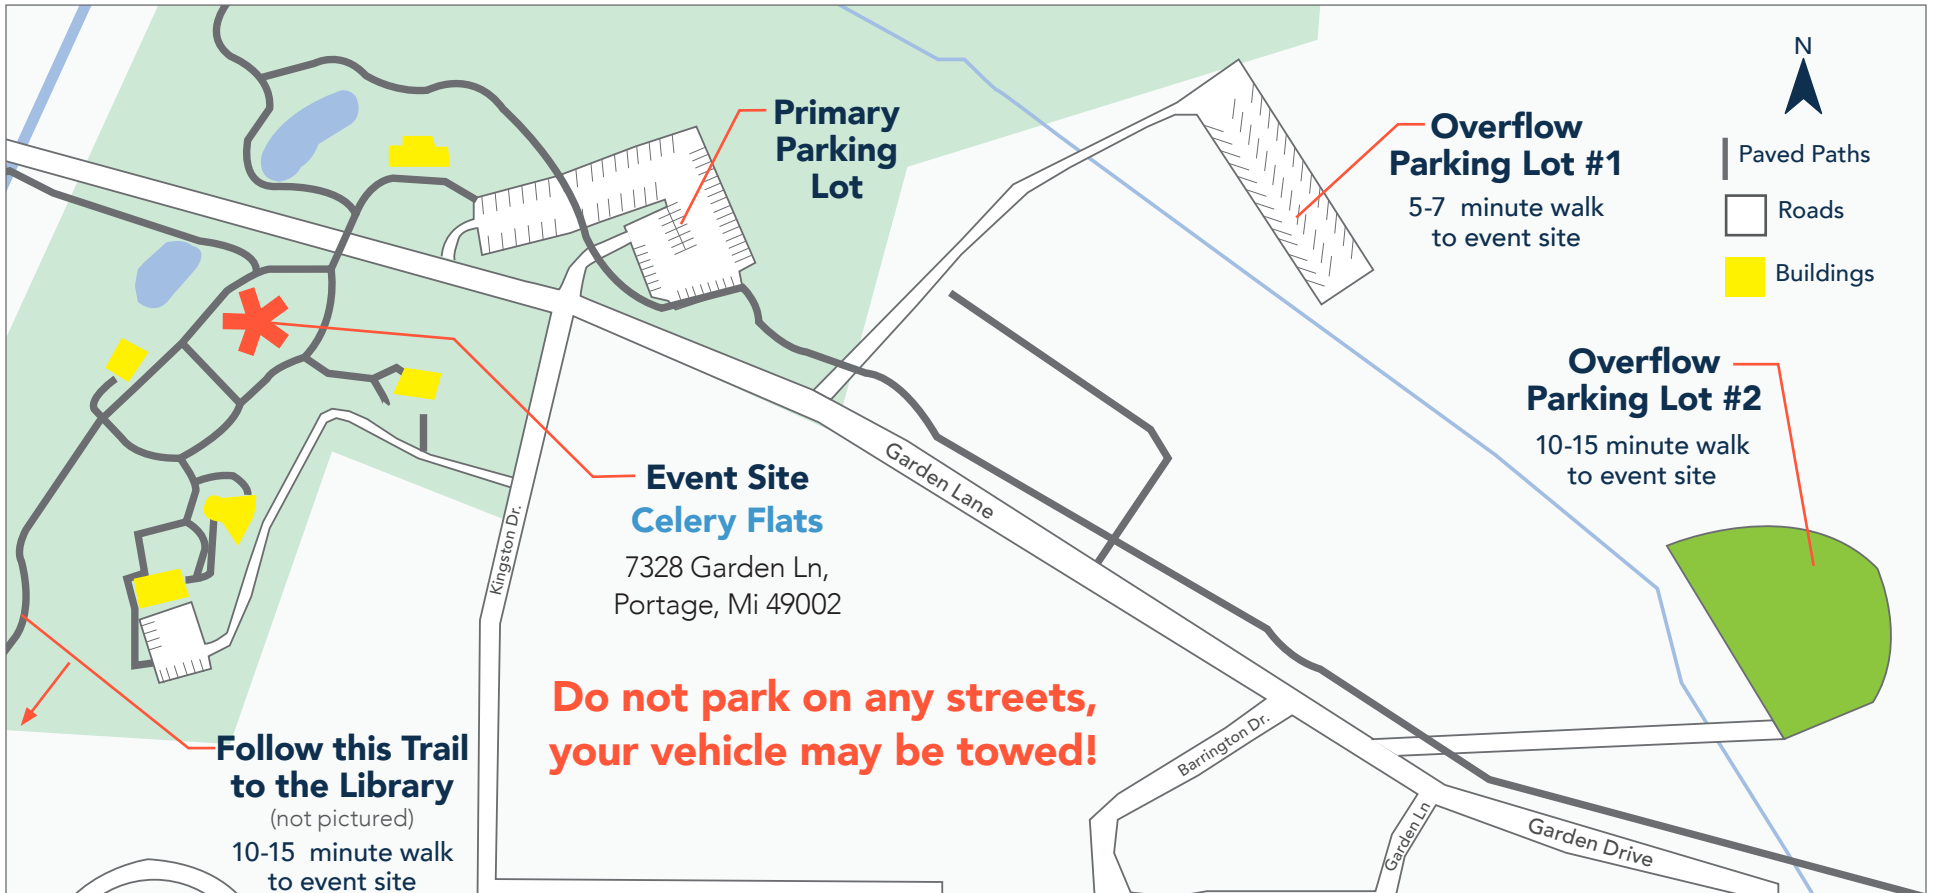 Primary
Parking
Lot
Overflow
Parking Lot #1
5-7 minute walk
to event site
N
Paved Paths
Roads
Buildings
Overflow
Parking Lot #2
10-15 minute walk
to event site
Event Site
Celery Flats
7328 Garden Ln,
Portage, Mi 49002
Garden Lane
Kingston Dr.
Do not park on any streets,
your vehicle may be towed!
Follow this Trail
to the Library
(not pictured)
10-15 minute walk
to event site
Barrington Dr.
Garden Ln
Garden Drive